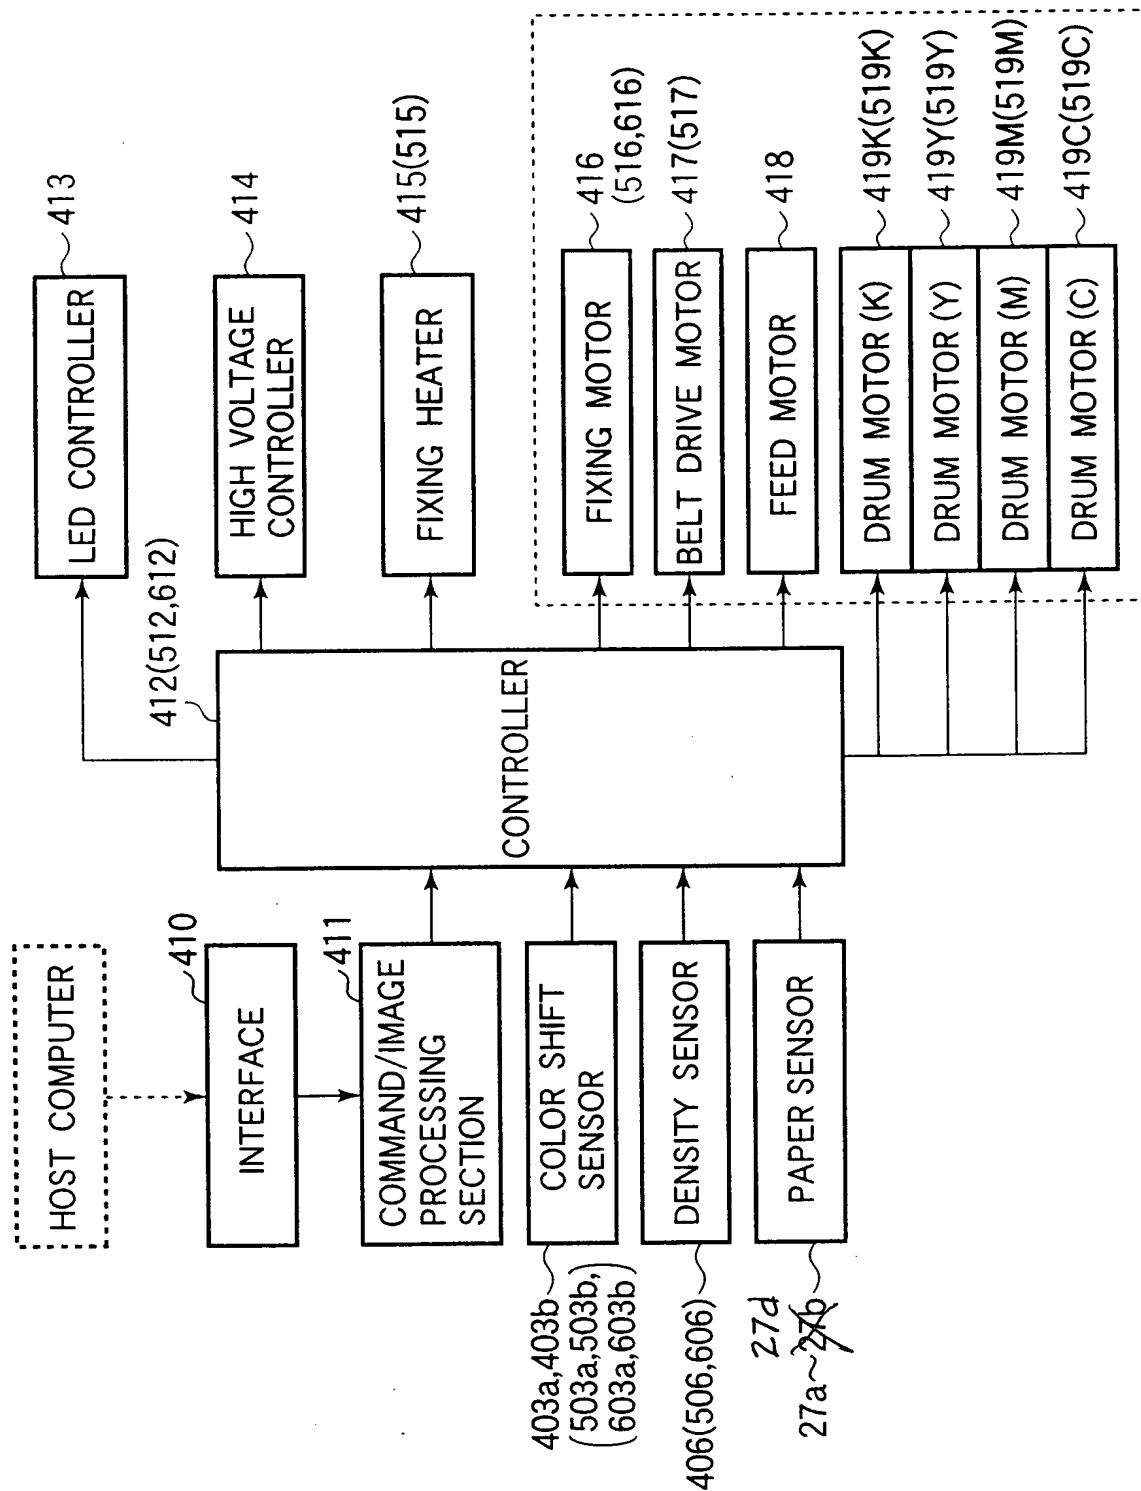 HOST COMPUTER
410
INTERFACE
411
COMMAND/IMAGE
PROCESSING
SECTION
403a,403b
(503a,503b,
603a,603b)
COLOR SHIFT
SENSOR
406(506,606)
DENSITY SENSOR
27d
27a~27b
PAPER SENSOR
412(512,612)
CONTROLLER
LED CONTROLLER
413
HIGH VOLTAGE
CONTROLLER
414
FIXING HEATER
415(515)
FIXING MOTOR
416
(516,616)
BELT DRIVE MOTOR
417(517)
FEED MOTOR
418
DRUM MOTOR(K)
419K(519K)
DRUM MOTOR(Y)
419Y(519Y)
DRUM MOTOR(M)
419M(519M)
DRUM MOTOR(C)
419C(519C)